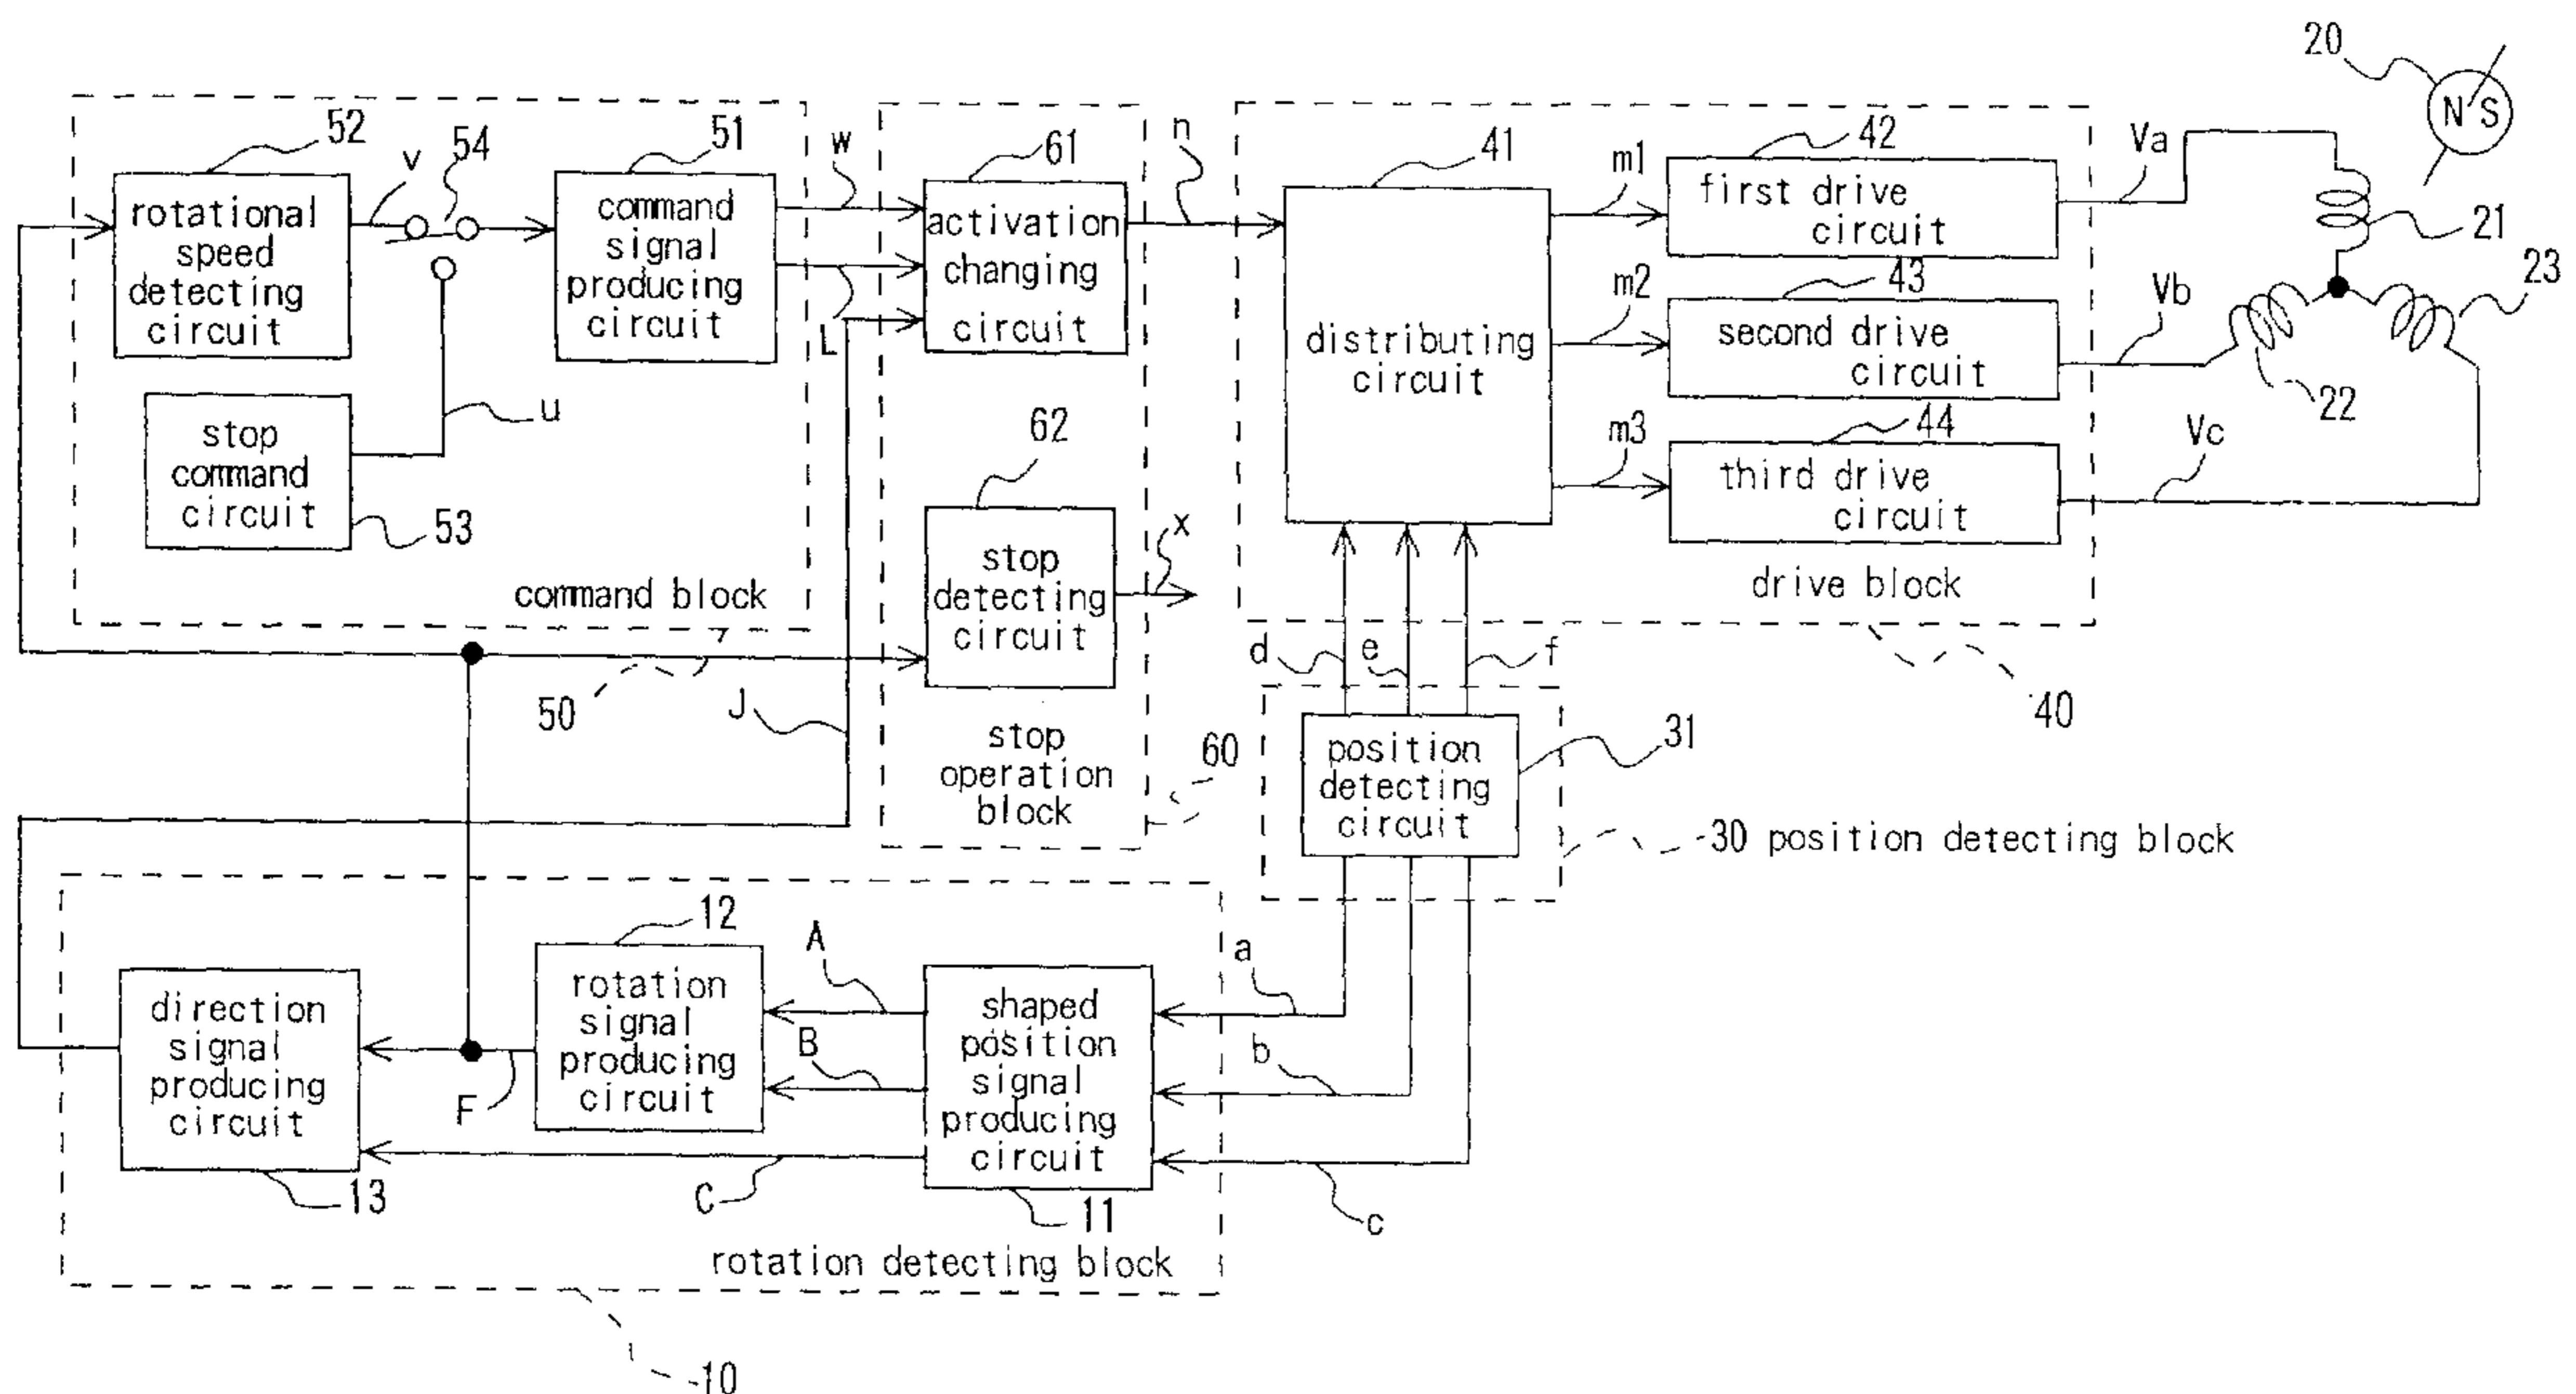 20
N S
52
54
51
w
61
n
41
m1
42
Va
v
rotational
speed
detecting
circuit
command
signal
producing
circuit
activation
changing
circuit
first drive
circuit
21
23
L
m2
43
Vb
distributing
circuit
second drive
circuit
22
u
stop
command
circuit
53
62
m3
44
Vc
third drive
circuit
x
stop
detecting
circuit
command block
drive block
d
e
f
50
J
40
stop
operation
block
60
position
detecting
circuit
31
30 position detecting block
12
A
a
direction
signal
producing
circuit
rotation
signal
producing
circuit
B
shaped
position
signal
producing
circuit
b
F
13
C
11
c
rotation detecting block
10